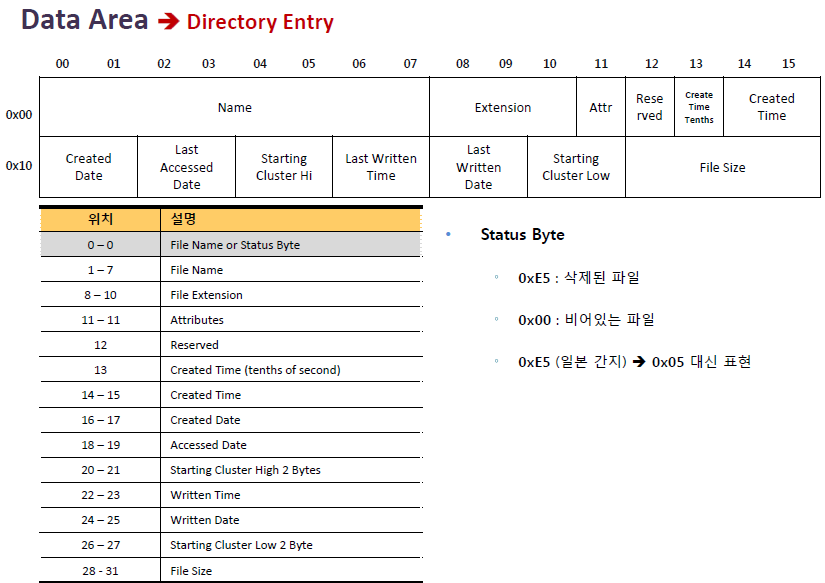 Data Area ➔ Directory Entry
00 01 02 03 04 05 06 07 08 09 10 11 12 13 14 15
0x00
Name
Extension
Attr
Rese
rved
Create
Time
Tenths
Created
Time
0x10
Created
Date
Last
Accessed
Date
Starting
Cluster Hi
Last Written
Time
Last
Written
Date
Starting
Cluster Low
File Size
위치 설명
0 – 0 File Name or Status Byte
1 – 7 File Name
8 – 10 File Extension
11 – 11 Attributes
12 Reserved
13 Created Time (tenths of second)
14 – 15 Created Time
16 – 17 Created Date
18 – 19 Accessed Date
20 – 21 Starting Cluster High 2 Bytes
22 – 23 Written Time
24 – 25 Written Date
26 – 27 Starting Cluster Low 2 Byte
28 - 31 File Size
• Status Byte
◦ 0xE5 : 삭제된 파일
◦ 0x00 : 비어있는 파일
◦ 0xE5 (일본 간지) ➔ 0x05 대신 표현